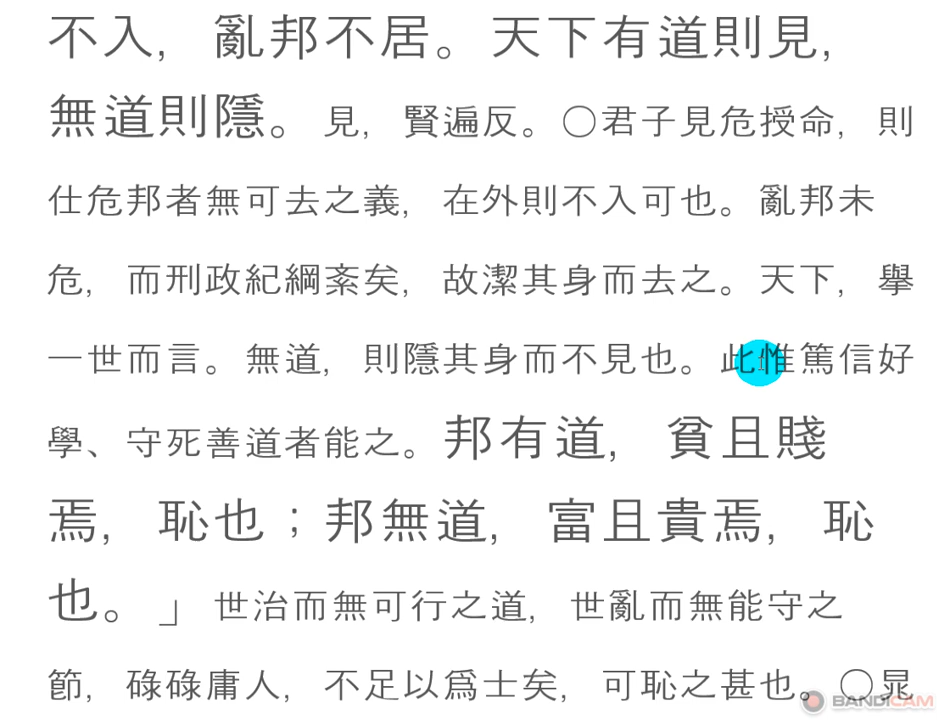 不入，亂邦不居。天下有道則見，
無道則隱。見，賢遍反。〇君子見危授命，則
仕危邦者無可去之義，在外則不入可也。亂邦未
危，而刑政紀綱紊矣，故潔其身而去之。天下，舉
一世而言。無道，則隱其身而不見也。此惟篤信好
學、守死善道者能之。邦有道，貧且賤
焉，恥也；邦無道，富且貴焉，恥
也。」世治而無可行之道，世亂而無能守之
節，碌碌庸人，不足以爲士矣，可恥之甚也。〇晁
BANDICAM